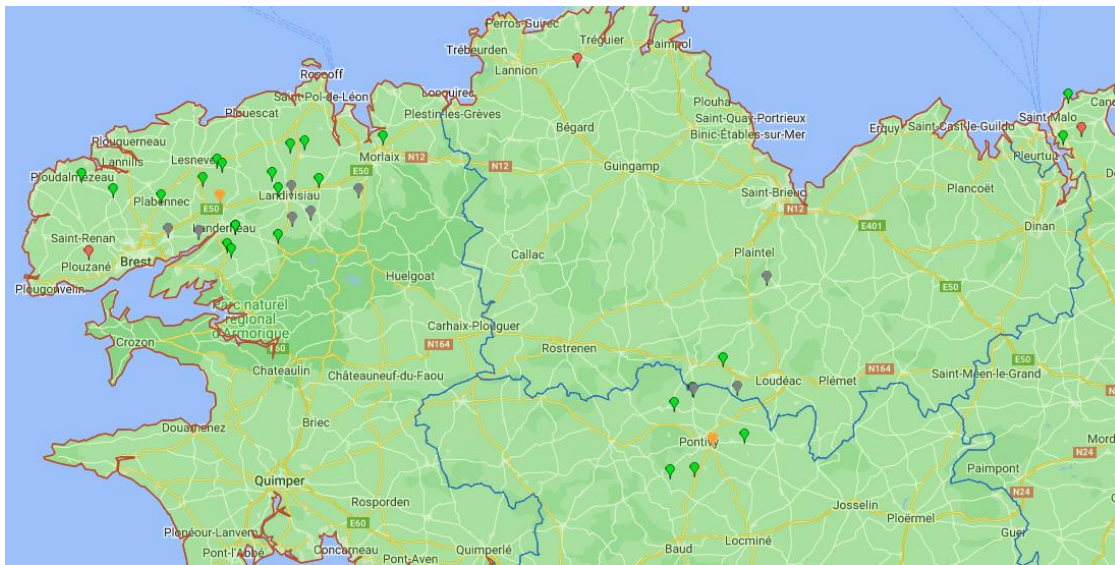 Perros-Guirec
Tréguier
Paimpol
Trébeurden
Lannion
Roscoff
Saint-Pol-de-Léon
Locquirec
Plouescat
Plestin-les-Grèves
Plouha
Saint-Quay-Portrieux
Binic-Étables-sur-Mer
Bégard
Erquy
Saint-Cast-le-Guildo
Saint-Malo
Plouguerneau
Lannilis
Lesneven
Morlaix
N12
E50
N12
Guingamp
Pleurtuit
Ploudalmézeau
Plabennec
Landivisiau
E50
Saint-Brieuc
N12
Plancoët
E401
Dinan
Saint-Renan
Landerneau
Plouzané
Brest
Plougonvelin
Callac
Plaintel
Huelgoat
E50
Parc naturel
régional
d'Armorique
Crozon
E60
Carhaix-Plouguer
N164
Rostrenen
E50
Chateaulin
Châteauneuf-du-Faou
Loudéac
Plémet
N164
Saint-Méen-le-Grand
Douarnenez
Briec
Pontivy
N24
Paimpont
Quimper
N24
Rosporden
Josselin
Ploërmel
E60
Guer
Plonéour-Lanvern
Pont-l'Abbé
Concarneau
Pont-Aven
Quimperlé
Baud
Locminé